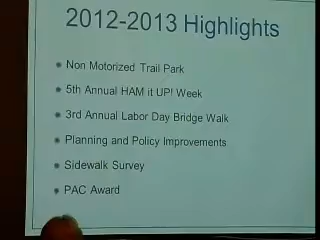 2012-2013 Highlights
Non Motorized Trail Park
5th Annual HAM it UP! Week
3rd Annual Labor Day Bridge Walk
Planning and Policy Improvements
Sidewalk Survey
PAC Award